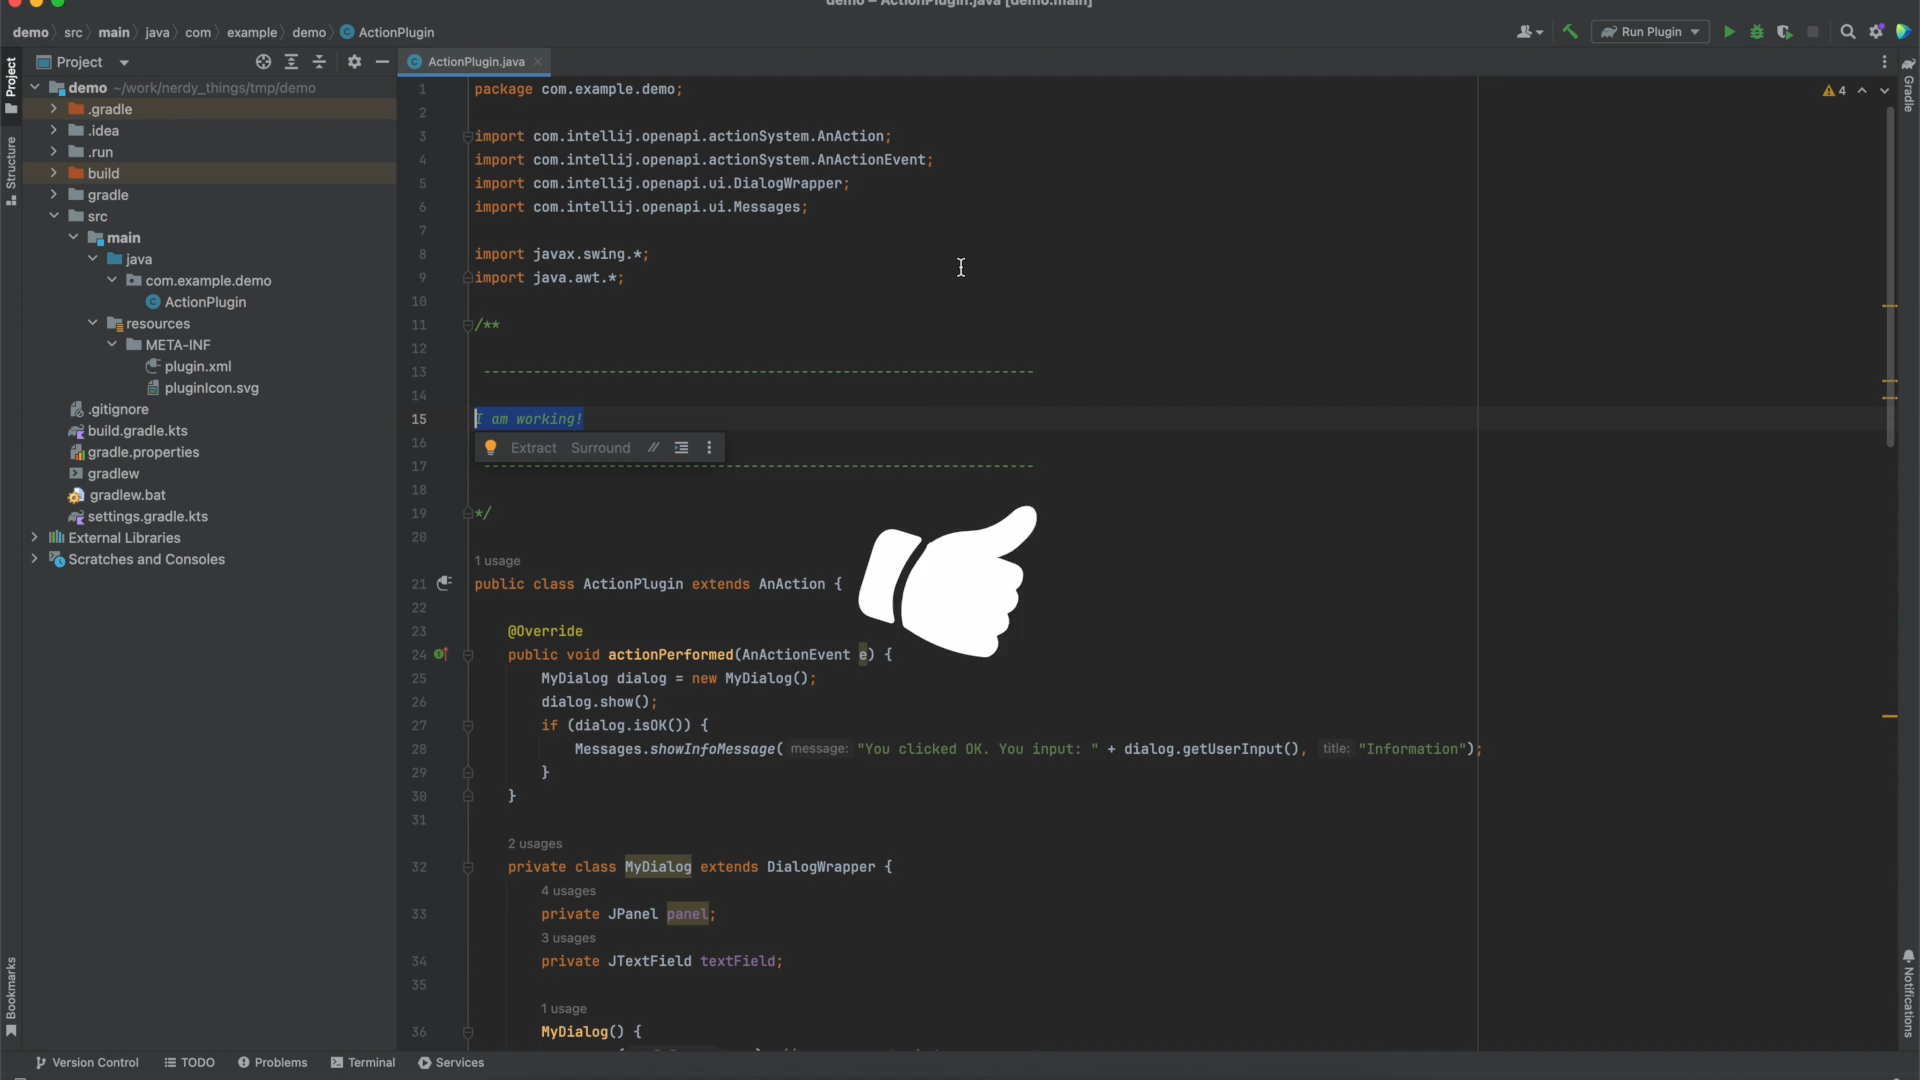 demo – ActionPlugin.java [demo.main]
demo src main java com example demo ActionPlugin
Run Plugin
Project
ActionPlugin.java
Project
Structure
Bookmarks
Gradle
Notifications
demo ~/work/nerdy_things/tmp/demo
.gradle
.idea
.run
build
gradle
src
main
java
com.example.demo
ActionPlugin
resources
META-INF
plugin.xml
pluginIcon.svg
.gitignore
build.gradle.kts
gradle.properties
gradlew
gradlew.bat
settings.gradle.kts
External Libraries
Scratches and Consoles
4
1 package com.example.demo;
2
3 import com.intellij.openapi.actionSystem.AnAction;
4 import com.intellij.openapi.actionSystem.AnActionEvent;
5 import com.intellij.openapi.ui.DialogWrapper;
6 import com.intellij.openapi.ui.Messages;
7
8 import javax.swing.*;
9 import java.awt.*;
10
11 /**
12
13 ------------------------------------------------------------------
14
15 I am working!
16 Extract Surround //
17 ------------------------------------------------------------------
18
19 */
20
1 usage
21 public class ActionPlugin extends AnAction {
22
23 @Override
24 public void actionPerformed(AnActionEvent e) {
25 MyDialog dialog = new MyDialog();
26 dialog.show();
27 if (dialog.isOK()) {
28 Messages.showInfoMessage( message: "You clicked OK. You input: " + dialog.getUserInput(), title: "Information");
29 }
30 }
31
2 usages
32 private class MyDialog extends DialogWrapper {
4 usages
33 private JPanel panel;
3 usages
34 private JTextField textField;
35
1 usage
36 MyDialog() {
Version Control TODO Problems Terminal Services